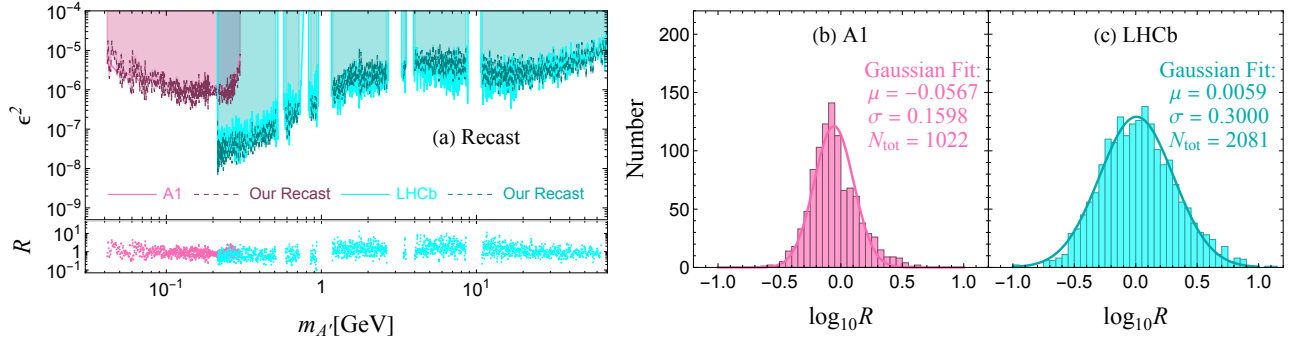 10⁻⁴
10⁻⁵
10⁻⁶
10⁻⁷
10⁻⁸
10⁻⁹
ϵ²
(a) Recast
A1 Our Recast LHCb Our Recast
R
10¹
1
10⁻¹
10⁻¹ 1 10¹
m_A′[GeV]
Number
200
150
100
50
0
(b) A1
Gaussian Fit:
μ = −0.0567
σ = 0.1598
N_tot = 1022
−1.0 −0.5 0.0 0.5 1.0
log₁₀R
(c) LHCb
Gaussian Fit:
μ = 0.0059
σ = 0.3000
N_tot = 2081
−1.0 −0.5 0.0 0.5 1.0
log₁₀R